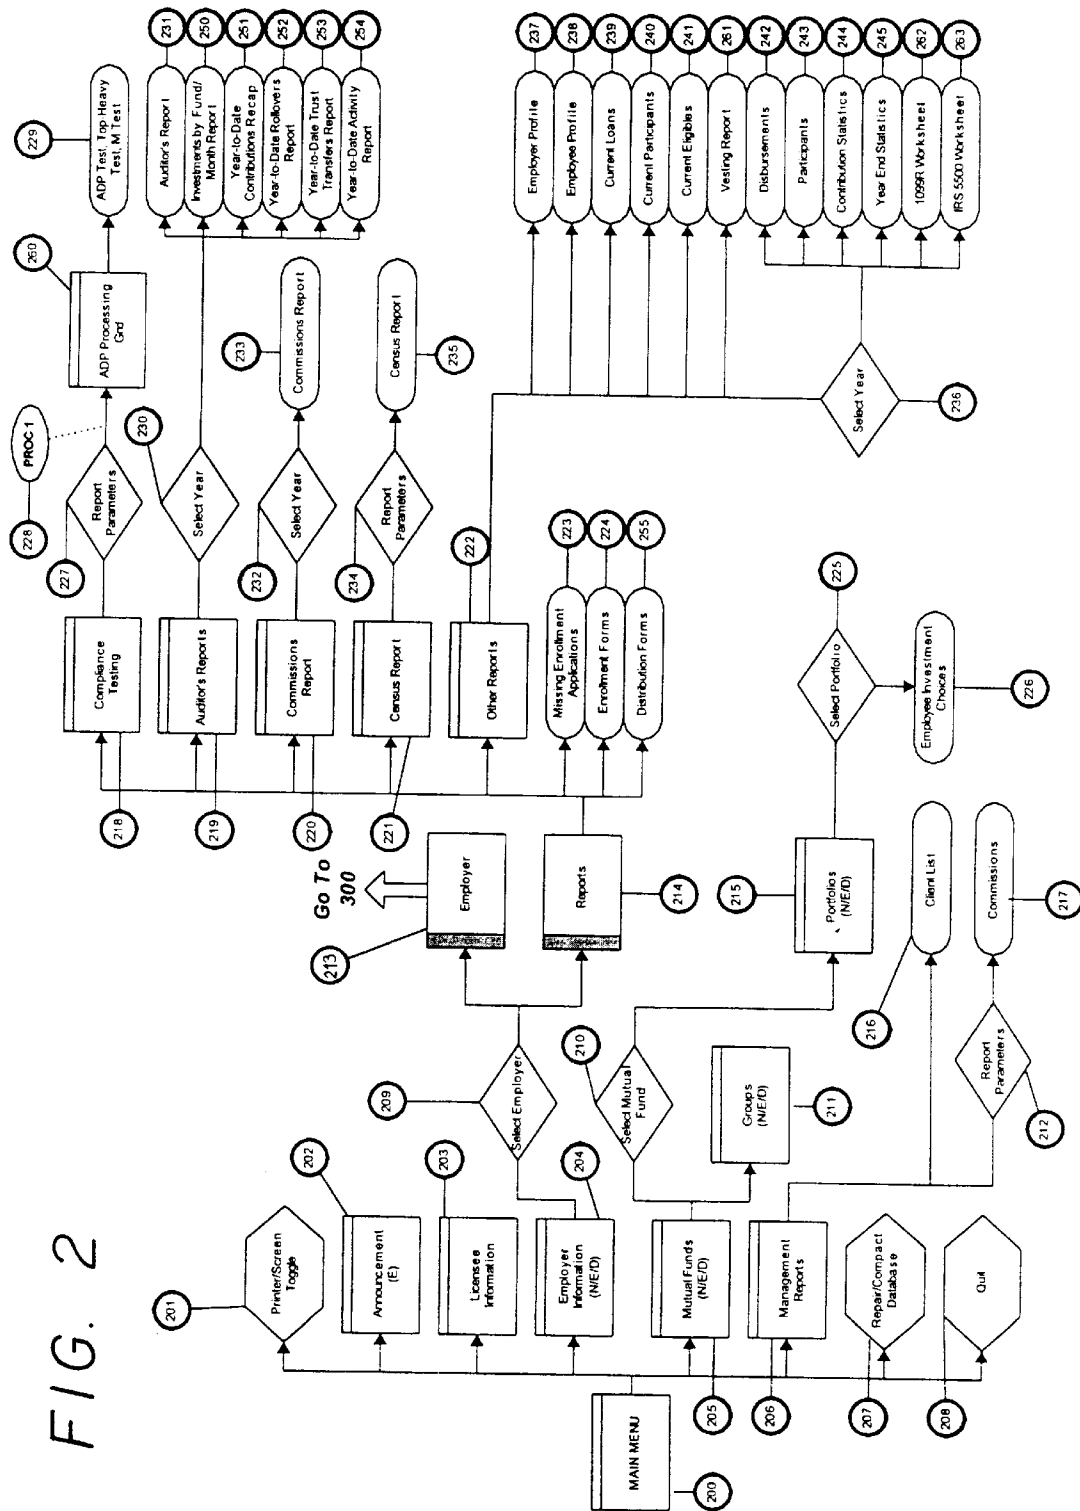 FIG. 2
MAIN MENU
200
201
Printer/Screen
Toggle
202
Announcement
(E)
203
Licensee
Information
204
Employer
Information
(N/E/D)
Mutual Funds
(N/E/D)
205
Management
Reports
206
Repair/Compact
Database
207
Quit
208
209
Select Employer
210
Select Mutual
Fund
Groups
(N/E/D)
211
Report
Parameters
212
Go To
300
213
Employer
Reports
214
215
Portfolios
(N/E/D)
216
Client List
Commissions
217
Compliance
Testing
218
Auditor's Reports
219
Commissions
Report
220
Census Report
221
Other Reports
222
Missing Enrollment
Applications
223
Enrollment Forms
224
Distribution Forms
255
Select Portfolio
225
Employee Investment
Choices
226
227
Report
Parameters
228
PROC 1
260
ADP Processing
Grid
229
ADP Test, Top Heavy
Test, M Test
230
Select Year
Auditor's Report
231
Investments by Fund/
Month Report
250
Year-to-Date
Contributions Recap
251
Year-to-Date Rollovers
Report
252
Year-to-Date Trust
Transfers Report
253
Year-to-Date Activity
Report
254
232
Select Year
233
Commissions Report
234
Report
Parameters
Census Report
235
Select Year
236
Employer Profile
237
Employee Profile
238
Current Loans
239
Current Participants
240
Current Eligibles
241
Vesting Report
261
Disbursements
242
Participants
243
Contribution Statistics
244
Year End Statistics
245
1099R Worksheet
262
IRS 5500 Worksheet
263